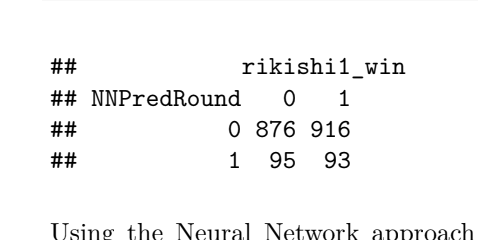 ##                rikishi1_win
## NNPredRound   0   1
##           0 876 916
##           1  95  93
Using the Neural Network approach